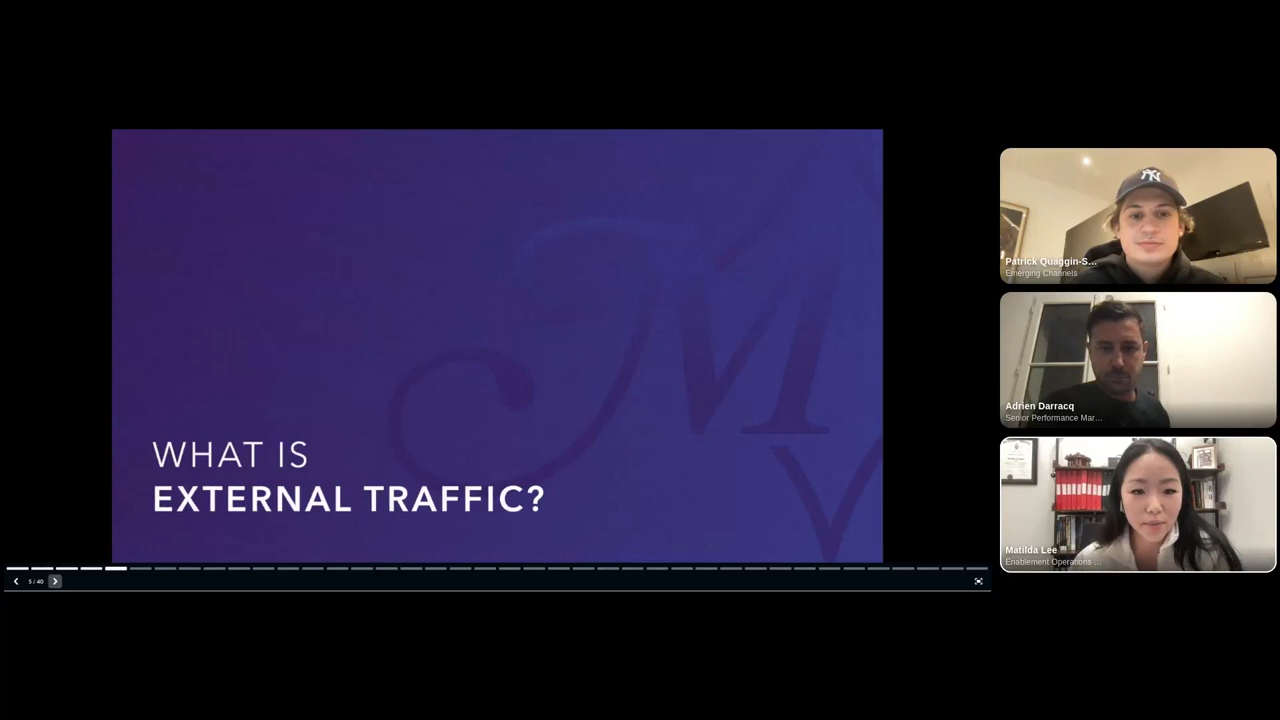 WHAT IS
EXTERNAL TRAFFIC?
5 / 40
Patrick Quaggin-S...
Emerging Channels
Adrien Darracq
Senior Performance Mar...
Matilda Lee
Enablement Operations ...